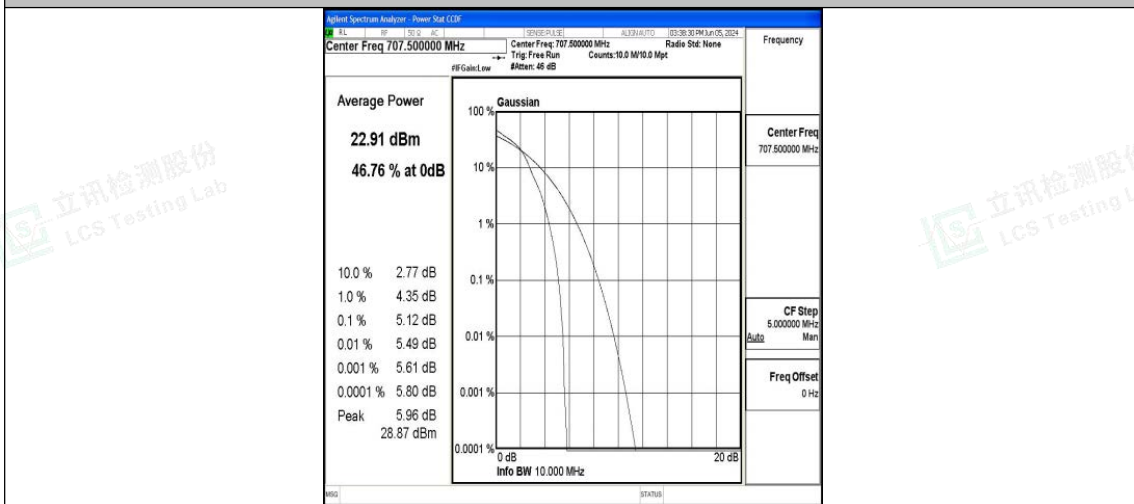 Agilent Spectrum Analyzer - Power Stat CCDF
RL RF 50 Ω AC SENSE:PULSE ALIGN AUTO 03:38:30 PM Jun 05, 2024
Center Freq 707.500000 MHz
Center Freq: 707.500000 MHz Radio Std: None
Trig: Free Run Counts:10.0 M/10.0 Mpt
#IFGain:Low #Atten: 46 dB
Frequency
Average Power
22.91 dBm
46.76 % at 0dB
10.0 % 2.77 dB
1.0 % 4.35 dB
0.1 % 5.12 dB
0.01 % 5.49 dB
0.001 % 5.61 dB
0.0001 % 5.80 dB
Peak 5.96 dB
28.87 dBm
Gaussian
100 %
10 %
1 %
0.1 %
0.01 %
0.001 %
0.0001 %
0 dB 20 dB
Info BW 10.000 MHz
Center Freq
707.500000 MHz
CF Step
5.000000 MHz
Auto Man
Freq Offset
0 Hz
MSG STATUS
立讯检测股份
LCS Testing Lab
立讯检测股份
LCS Testing L